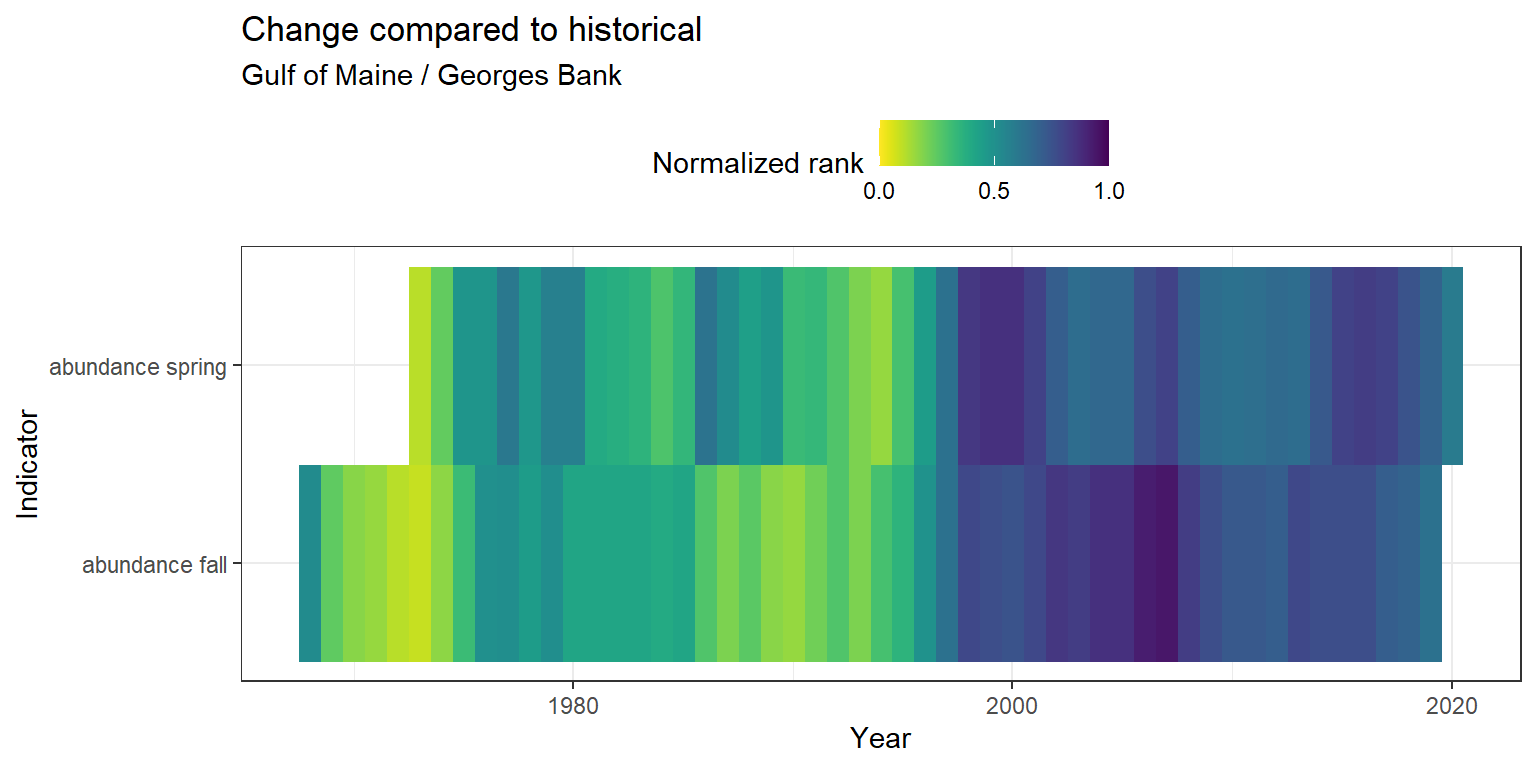 Change compared to historical
Gulf of Maine / Georges Bank
Normalized rank
0.0 0.5 1.0
Indicator
abundance spring
abundance fall
1980 2000 2020
Year